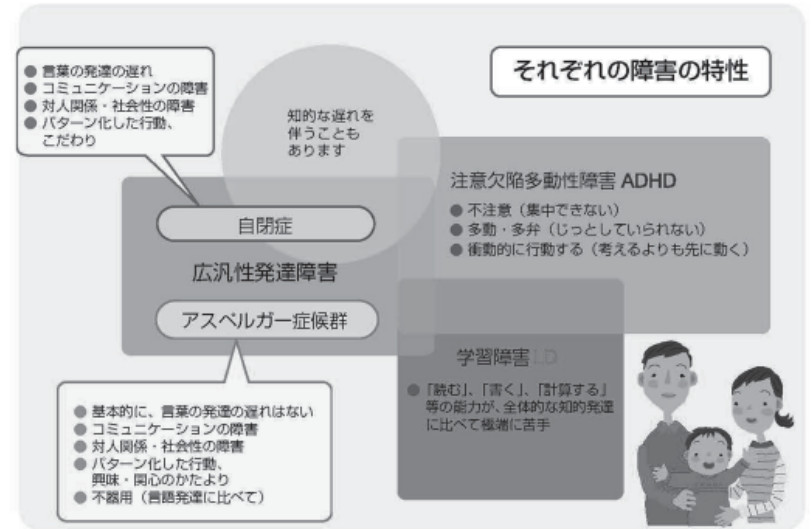 それぞれの障害の特性
● 言葉の発達の遅れ
● コミュニケーションの障害
● 対人関係・社会性の障害
● パターン化した行動、
こだわり
知的な遅れを
伴うことも
あります
自閉症
広汎性発達障害
アスペルガー症候群
● 基本的に、言葉の発達の遅れはない
● コミュニケーションの障害
● 対人関係・社会性の障害
● パターン化した行動、
興味・関心のかたより
● 不器用（言語発達に比べて）
注意欠陥多動性障害 ADHD
● 不注意（集中できない）
● 多動・多弁（じっとしていられない）
● 衝動的に行動する（考えるよりも先に動く）
学習障害 LD
● 「読む」、「書く」、「計算する」
等の能力が、全体的な知的発達
に比べて極端に苦手